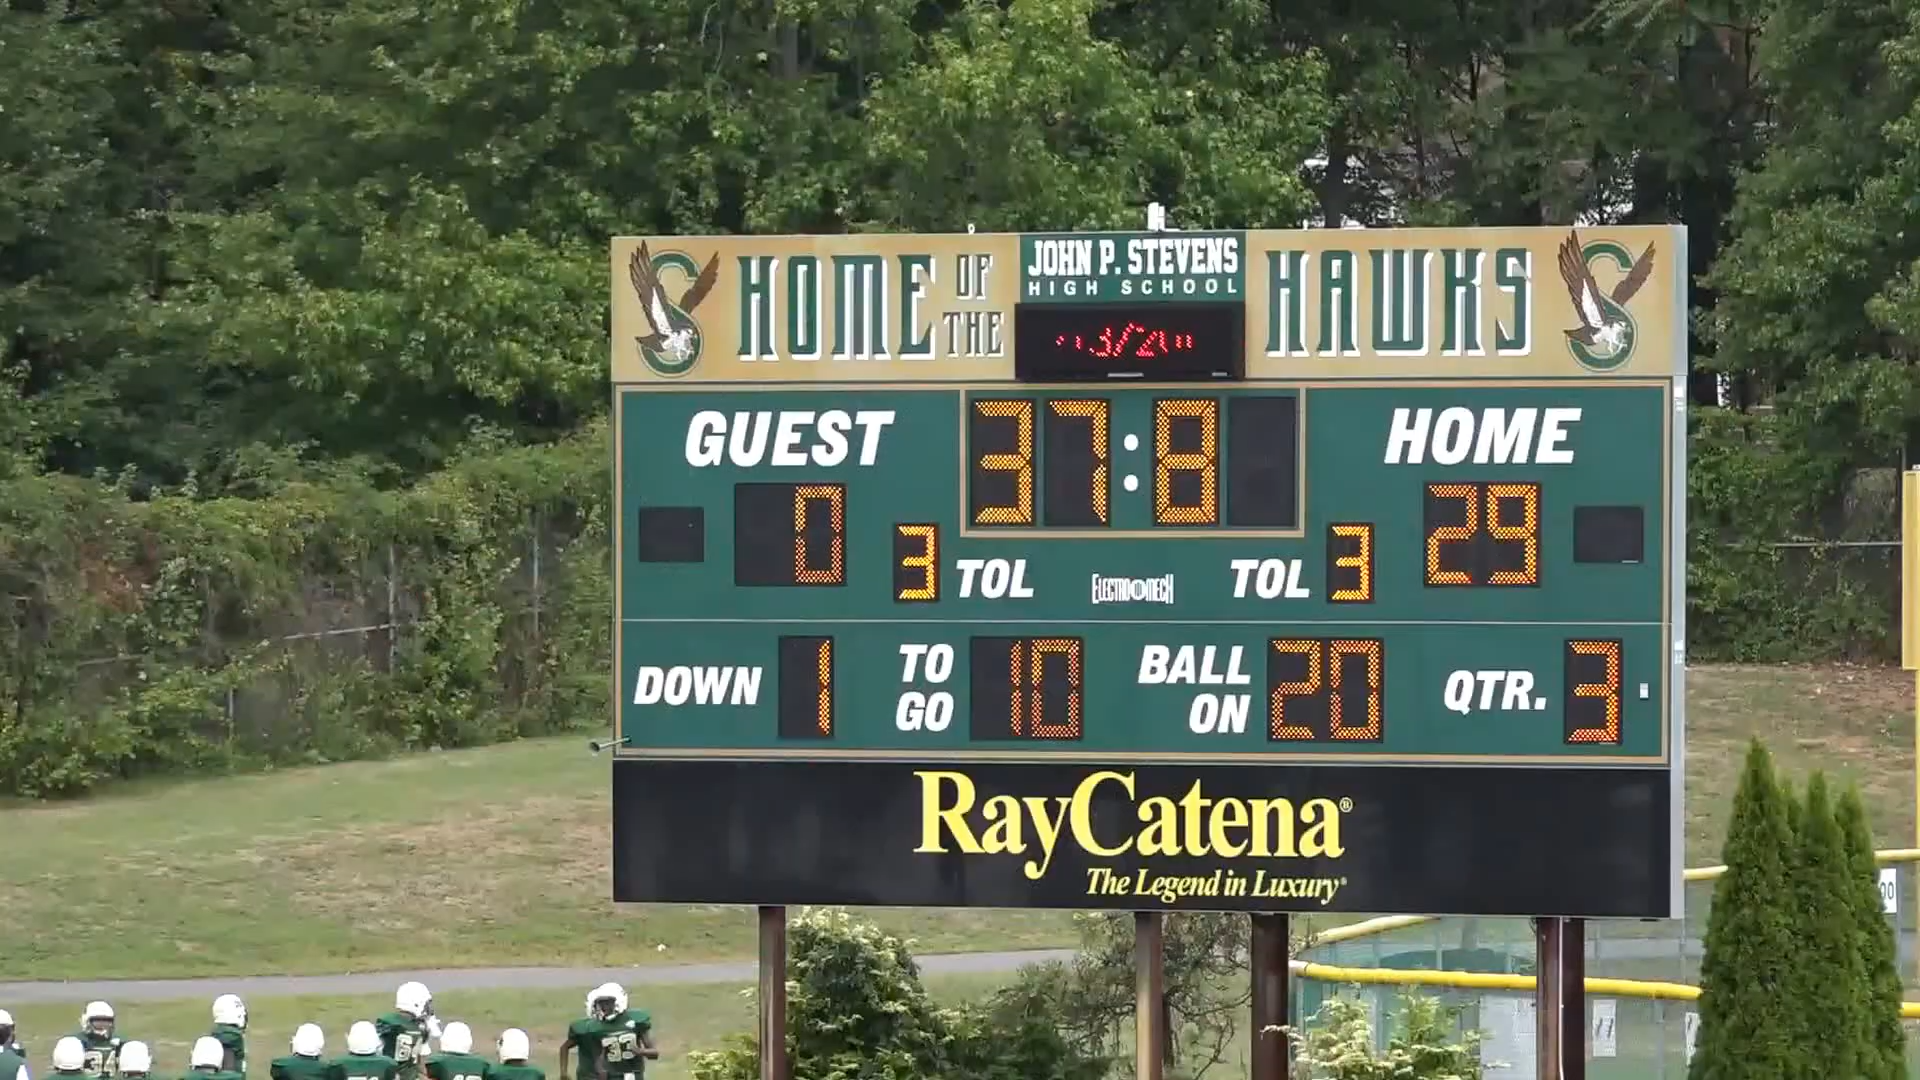 HOME OF THE
JOHN P. STEVENS
HIGH SCHOOL
HAWKS
GUEST 37:8 HOME
0 29
3 TOL ELECTRO-MECH TOL 3
DOWN 1 TO GO 10 BALL ON 20 QTR. 3
RayCatena®
The Legend in Luxury®
33